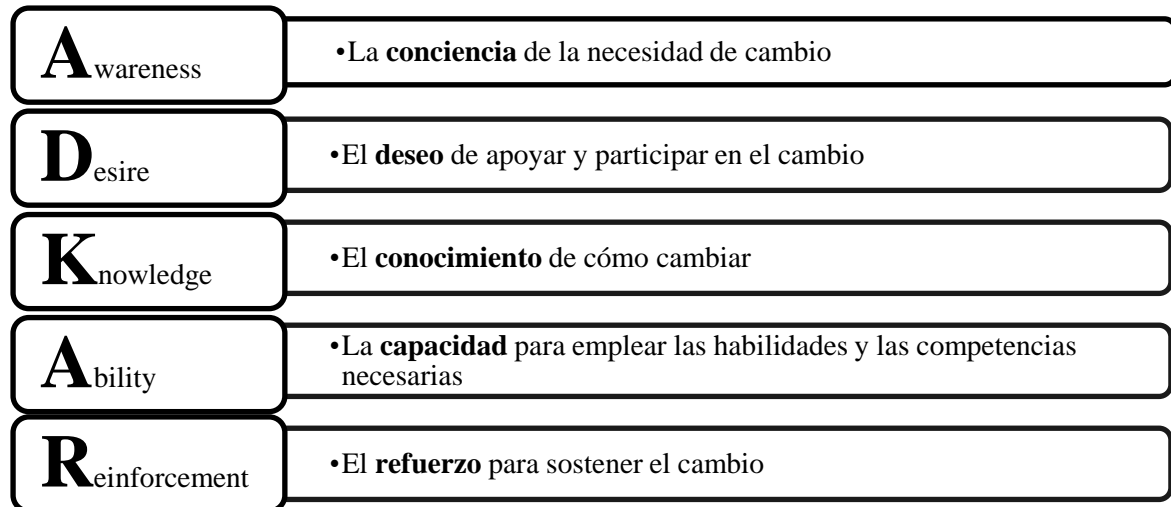 Awareness
•La conciencia de la necesidad de cambio
Desire
•El deseo de apoyar y participar en el cambio
Knowledge
•El conocimiento de cómo cambiar
Ability
•La capacidad para emplear las habilidades y las competencias
necesarias
Reinforcement
•El refuerzo para sostener el cambio